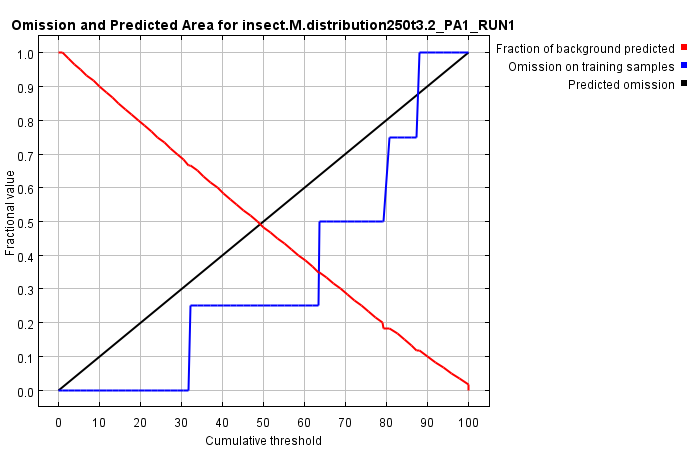 Omission and Predicted Area for insect.M.distribution250t3.2_PA1_RUN1
Fraction of background predicted
Omission on training samples
Predicted omission
Fractional value
1.0
0.9
0.8
0.7
0.6
0.5
0.4
0.3
0.2
0.1
0.0
0 10 20 30 40 50 60 70 80 90 100
Cumulative threshold